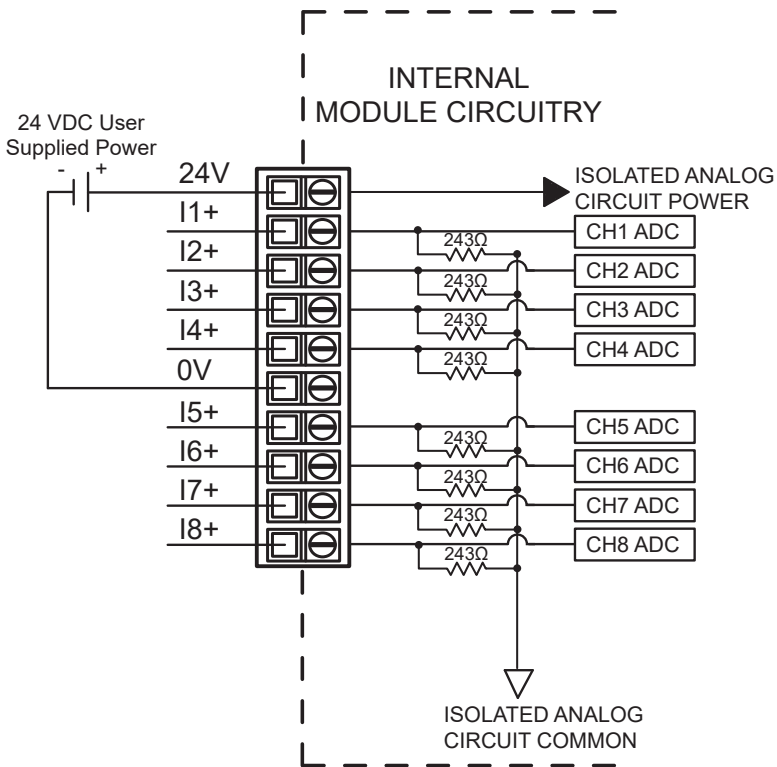 INTERNAL
MODULE CIRCUITRY
24 VDC User
Supplied Power
- +
24V
ISOLATED ANALOG
CIRCUIT POWER
I1+
CH1 ADC
243Ω
I2+
CH2 ADC
243Ω
I3+
CH3 ADC
243Ω
I4+
CH4 ADC
243Ω
0V
I5+
CH5 ADC
243Ω
I6+
CH6 ADC
243Ω
I7+
CH7 ADC
243Ω
I8+
CH8 ADC
243Ω
ISOLATED ANALOG
CIRCUIT COMMON